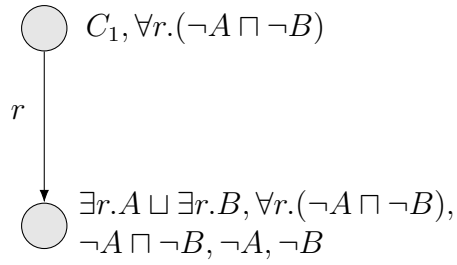 C₁, ∀r.(¬A ⊓ ¬B)
r
∃r.A ⊔ ∃r.B, ∀r.(¬A ⊓ ¬B),
¬A ⊓ ¬B, ¬A, ¬B